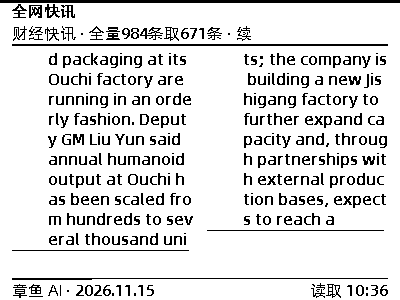 全网快讯
财经快讯 · 全量984条取671条 · 续
d packaging at its
Ouchi factory are
running in an orde
rly fashion. Deput
y GM Liu Yun said
annual humanoid
output at Ouchi h
as been scaled fro
m hundreds to sev
eral thousand uni
ts; the company is
building a new Jis
higang factory to
further expand ca
pacity and, throug
h partnerships wit
h external produc
tion bases, expect
s to reach a
章鱼 AI · 2026.11.15
读取 10:36